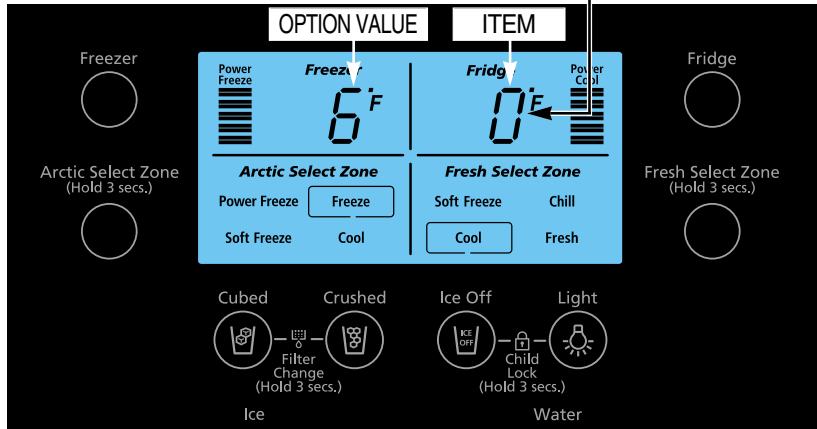 OPTION VALUE ITEM
Freezer Fridge
Power Freeze Freezer 6°F
Fridge 0°F Power Cool
Arctic Select Zone
(Hold 3 secs.)
Arctic Select Zone
Power Freeze Freeze
Soft Freeze Cool
Fresh Select Zone
Soft Freeze Chill
Cool Fresh
Fresh Select Zone
(Hold 3 secs.)
Cubed Crushed Ice Off Light
ICE
OFF
Filter
Change
(Hold 3 secs.)
Child
Lock
(Hold 3 secs.)
Ice Water